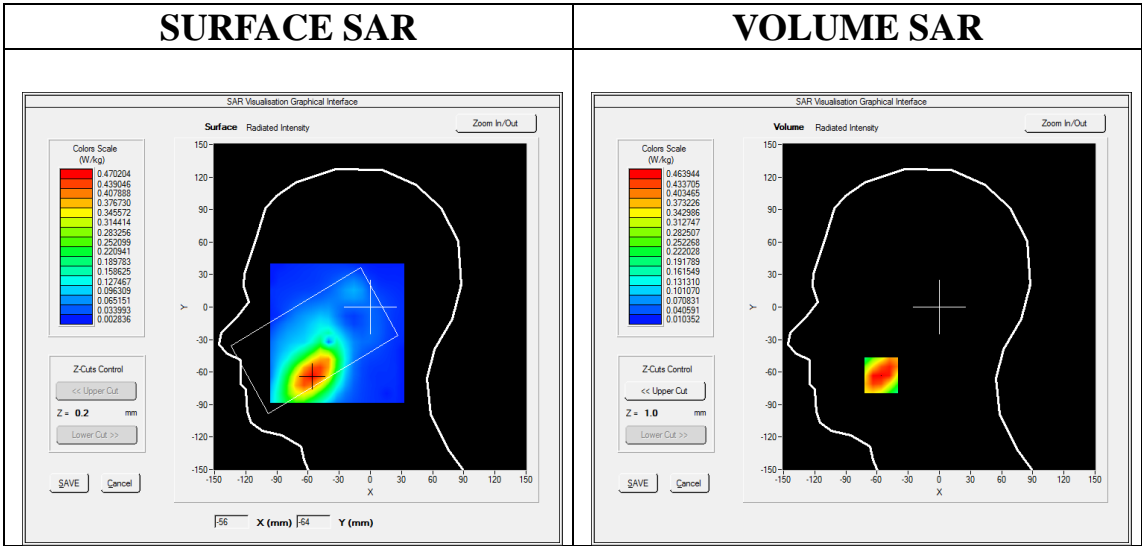 SURFACE SAR
SAR Visualisation Graphical Interface
Surface Radiated Intensity
Zoom In/Out
Colors Scale
(W/kg)
0.470204
0.439046
0.407888
0.376730
0.345572
0.314414
0.283256
0.252099
0.220941
0.189783
0.158625
0.127467
0.096309
0.065151
0.033993
0.002836
Z-Cuts Control
<< Upper Cut
Z = 0.2 mm
Lower Cut >>
SAVE Cancel
150
120
90
60
30
0
-30
-60
-90
-120
-150
Y
-150 -120 -90 -60 -30 0 30 60 90 120 150
X
-56 X (mm) -64 Y (mm)
VOLUME SAR
SAR Visualisation Graphical Interface
Volume Radiated Intensity
Zoom In/Out
Colors Scale
(W/kg)
0.463944
0.433705
0.403465
0.373226
0.342986
0.312747
0.282507
0.252268
0.222028
0.191789
0.161549
0.131310
0.101070
0.070831
0.040591
0.010352
Z-Cuts Control
<< Upper Cut
Z = 1.0 mm
Lower Cut >>
SAVE Cancel
150
120
90
60
30
0
-30
-60
-90
-120
-150
Y
-150 -120 -90 -60 -30 0 30 60 90 120 150
X